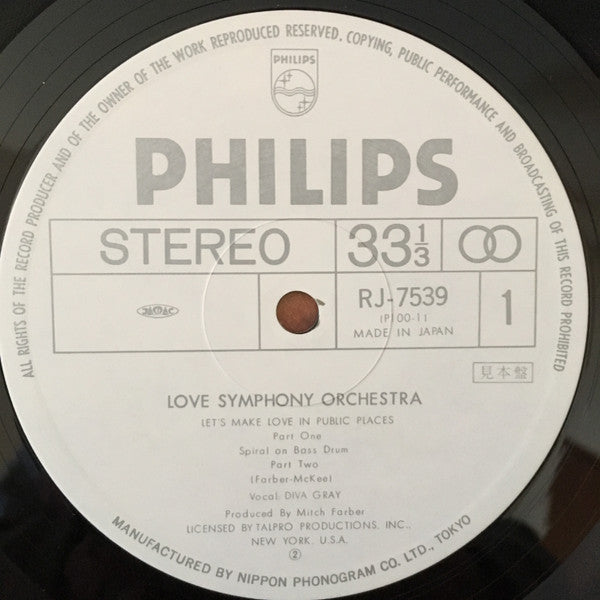 ALL RIGHTS OF THE RECORD PRODUCER AND OF THE OWNER OF THE WORK REPRODUCED RESERVED. COPYING, PUBLIC PERFORMANCE AND BROADCASTING OF THIS RECORD PROHIBITED
PHILIPS
PHILIPS
STEREO 33 1/3
JASRAC RJ-7539 1
(P)00-11
MADE IN JAPAN
見本盤
LOVE SYMPHONY ORCHESTRA
LET'S MAKE LOVE IN PUBLIC PLACES
Part One
Spiral on Bass Drum
Part Two
(Farber-McKee)
Vocal: DIVA GRAY
Produced By Mitch Farber
LICENSED BY TALPRO PRODUCTIONS, INC.,
NEW YORK, U.S.A.
②
MANUFACTURED BY NIPPON PHONOGRAM CO. LTD., TOKYO